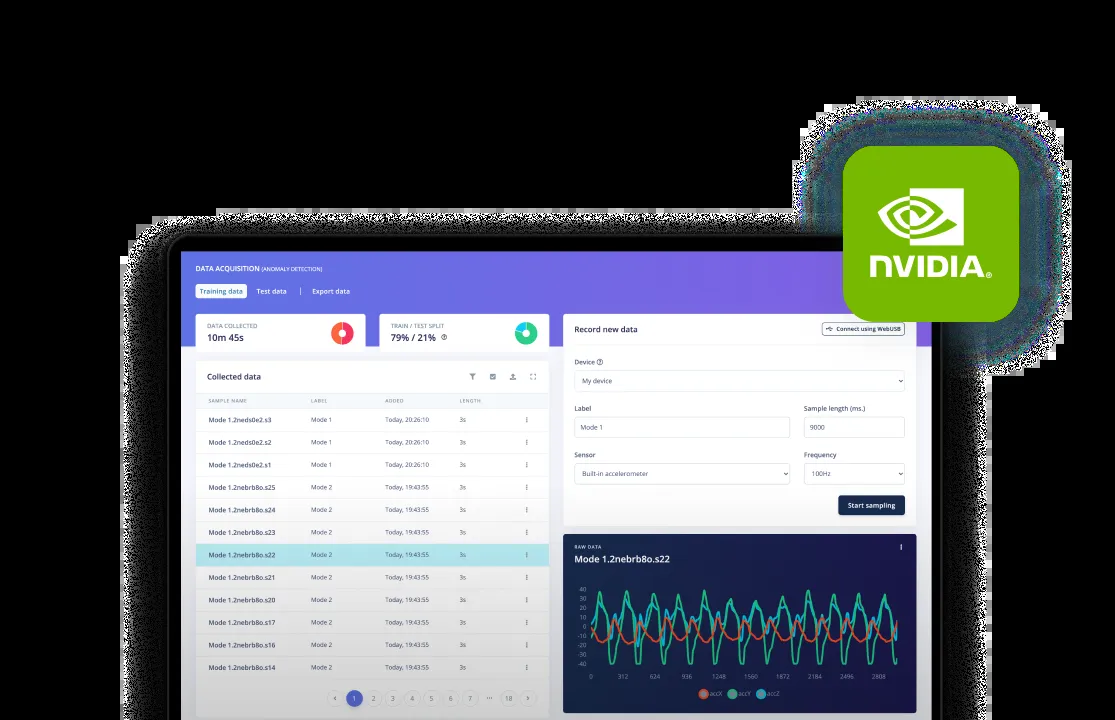 NVIDIA®
DATA ACQUISITION (ANOMALY DETECTION)
Training data Test data | Export data
DATA COLLECTED
10m 45s
TRAIN / TEST SPLIT
79% / 21%
Collected data
SAMPLE NAME LABEL ADDED LENGTH
Mode 1.2neds0e2.s3 Mode 1 Today, 20:26:10 3s
Mode 1.2neds0e2.s2 Mode 1 Today, 20:26:10 3s
Mode 1.2neds0e2.s1 Mode 1 Today, 20:26:10 3s
Mode 1.2nebrb8o.s25 Mode 2 Today, 19:43:55 3s
Mode 1.2nebrb8o.s24 Mode 2 Today, 19:43:55 3s
Mode 1.2nebrb8o.s23 Mode 2 Today, 19:43:55 3s
Mode 1.2nebrb8o.s22 Mode 2 Today, 19:43:55 3s
Mode 1.2nebrb8o.s21 Mode 2 Today, 19:43:55 3s
Mode 1.2nebrb8o.s20 Mode 2 Today, 19:43:55 3s
Mode 1.2nebrb8o.s17 Mode 2 Today, 19:43:55 3s
Mode 1.2nebrb8o.s16 Mode 2 Today, 19:43:55 3s
Mode 1.2nebrb8o.s14 Mode 2 Today, 19:43:55 3s
1 2 3 4 5 6 7 ... 18
Record new data
Connect using WebUSB
Device
My device
Label Sample length (ms.)
Mode 1 9000
Sensor Frequency
Built-in accelerometer 100Hz
Start sampling
RAW DATA
Mode 1.2nebrb8o.s22
40
30
20
10
0
-10
-20
-30
-40
0 312 624 936 1248 1560 1872 2184 2496 2808
accX accY accZ